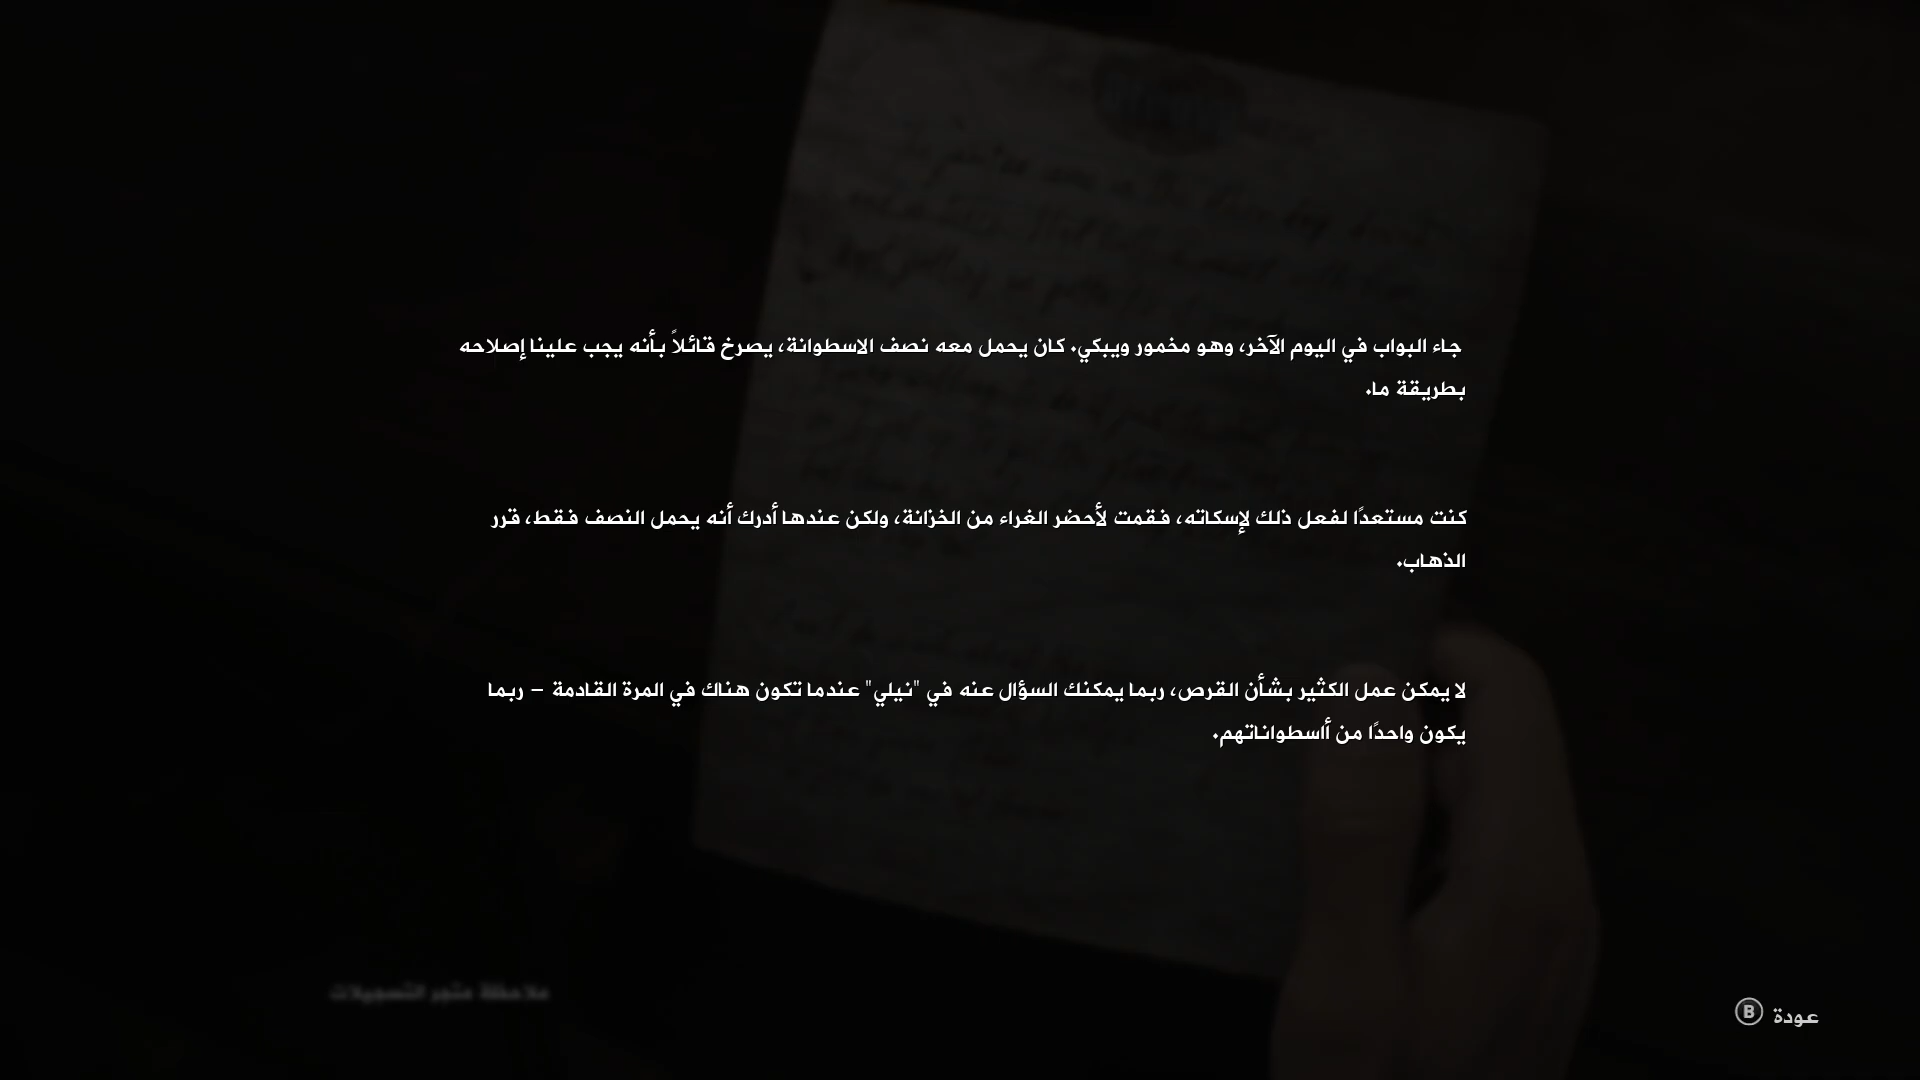 جاء البواب في اليوم الآخر، وهو مخمور ويبكي. كان يحمل معه نصف الاسطوانة، يصرخ قائلاً بأنه يجب علينا إصلاحه
بطريقة ما.
كنت مستعدًا لفعل ذلك لإسكاته، فقمت لأحضر الغراء من الخزانة، ولكن عندها أدرك أنه يحمل النصف فقط، قرر
الذهاب.
لا يمكن عمل الكثير بشأن القرص، ربما يمكنك السؤال عنه في "نيلي" عندما تكون هناك في المرة القادمة – ربما
يكون واحدًا من أاسطواناتهم.
ملاحظة متجر التسجيلات
عودة B